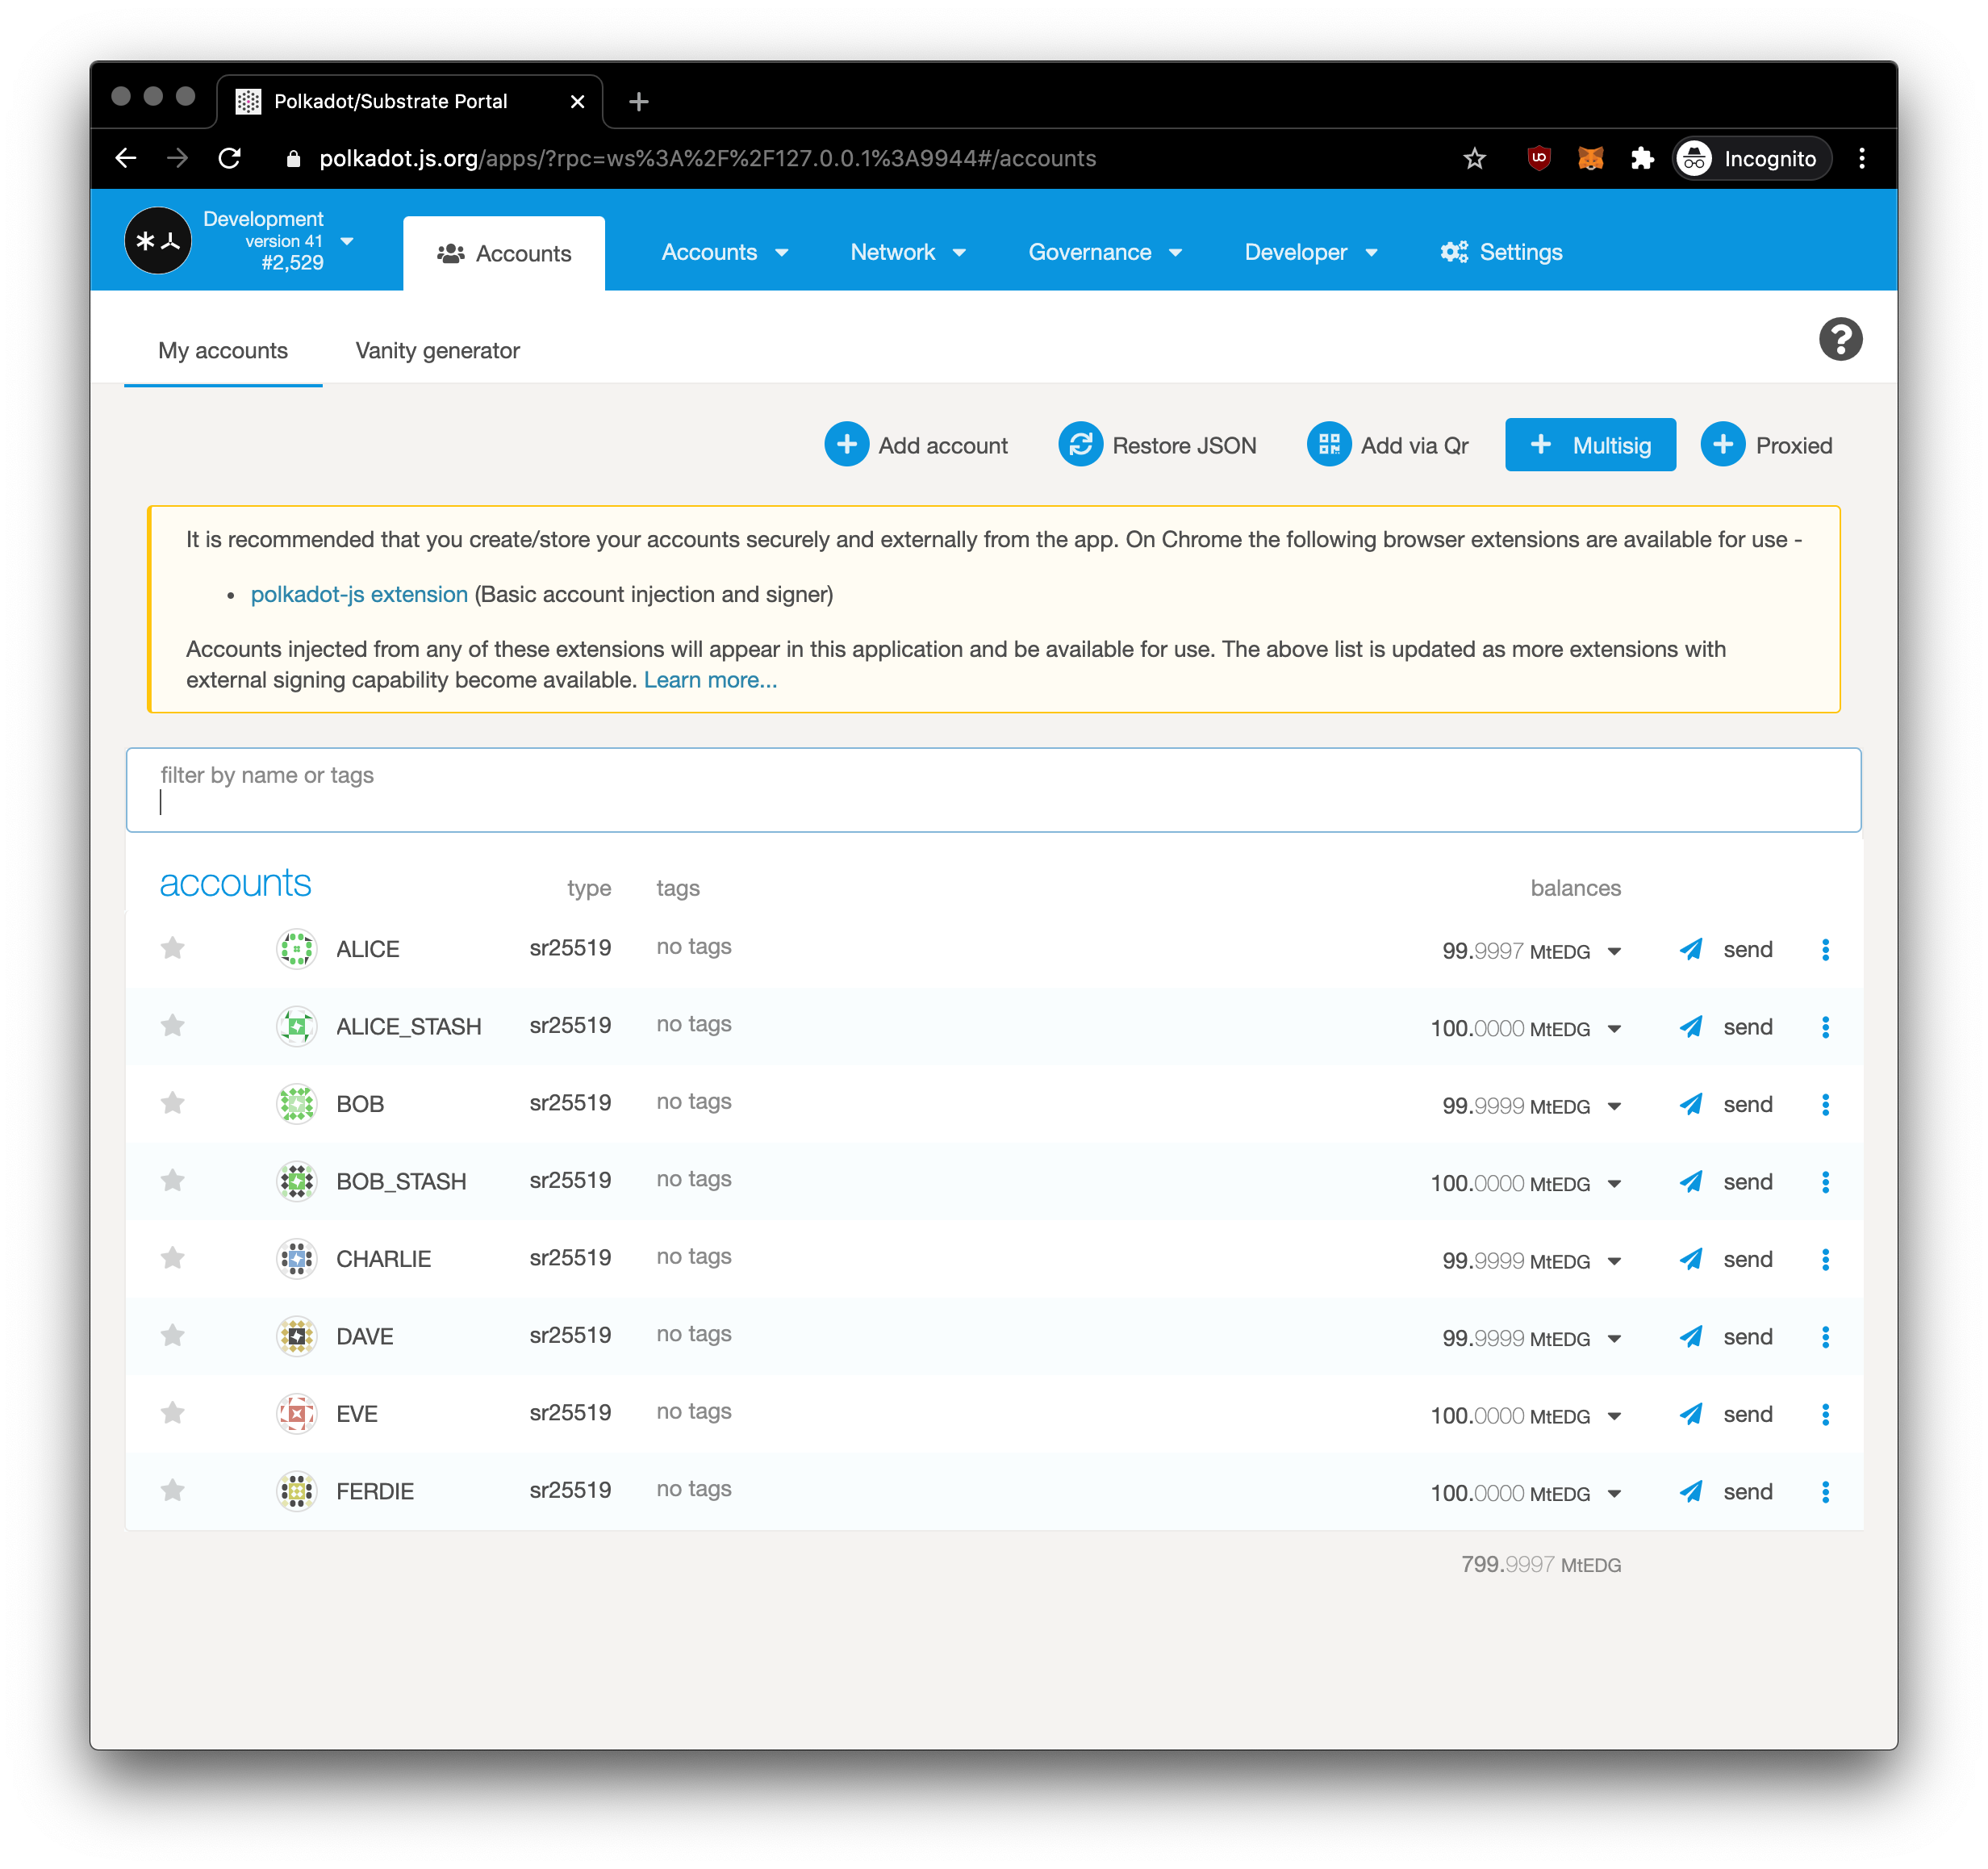 Polkadot/Substrate Portal
polkadot.js.org/apps/?rpc=ws%3A%2F%2F127.0.0.1%3A9944#/accounts
Incognito
Development
version 41
#2,529
Accounts
Accounts
Network
Governance
Developer
Settings
My accounts
Vanity generator
?
Add account
Restore JSON
Add via Qr
Multisig
Proxied
It is recommended that you create/store your accounts securely and externally from the app. On Chrome the following browser extensions are available for use -
• polkadot-js extension (Basic account injection and signer)
Accounts injected from any of these extensions will appear in this application and be available for use. The above list is updated as more extensions with
external signing capability become available. Learn more...
filter by name or tags
accounts type tags balances
ALICE sr25519 no tags 99.9997 MtEDG send
ALICE_STASH sr25519 no tags 100.0000 MtEDG send
BOB sr25519 no tags 99.9999 MtEDG send
BOB_STASH sr25519 no tags 100.0000 MtEDG send
CHARLIE sr25519 no tags 99.9999 MtEDG send
DAVE sr25519 no tags 99.9999 MtEDG send
EVE sr25519 no tags 100.0000 MtEDG send
FERDIE sr25519 no tags 100.0000 MtEDG send
799.9997 MtEDG